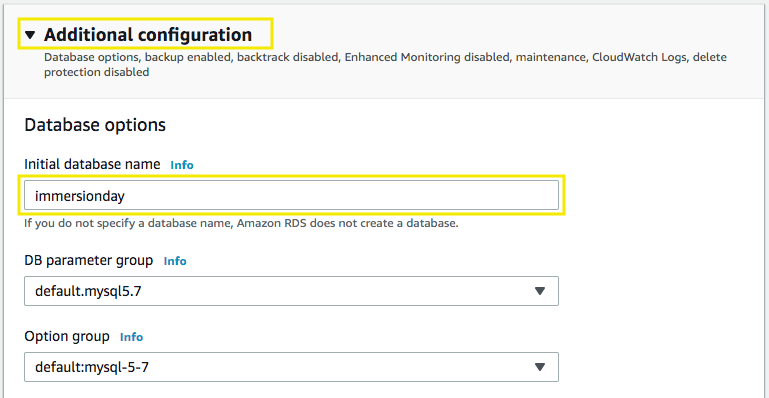 Additional configuration
Database options, backup enabled, backtrack disabled, Enhanced Monitoring disabled, maintenance, CloudWatch Logs, delete
protection disabled
Database options
Initial database name Info
immersionday
If you do not specify a database name, Amazon RDS does not create a database.
DB parameter group Info
default.mysql5.7
Option group Info
default:mysql-5-7